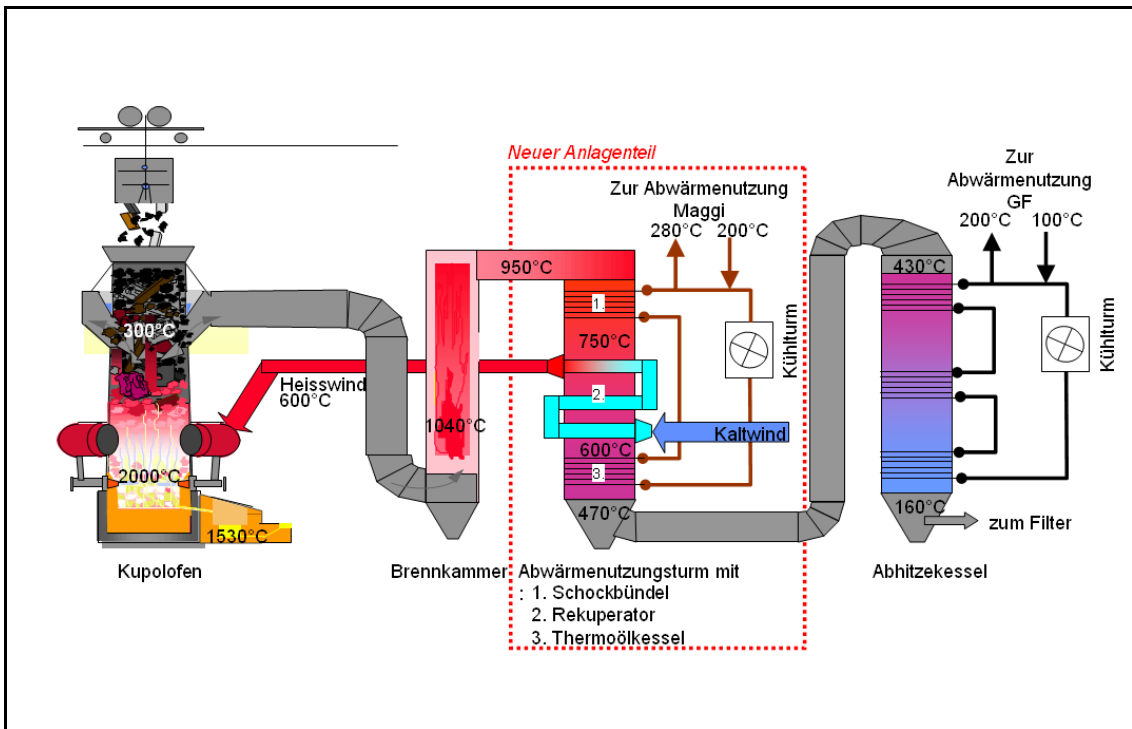 Neuer Anlagenteil
Zur Abwärmenutzung
Maggi
280°C 200°C
Zur
Abwärmenutzung
GF
200°C 100°C
950°C
430°C
1.
300°C
750°C
Kühlturm
Kühlturm
Heisswind
600°C
2.
1040°C
Kaltwind
600°C
2000°C
3.
470°C
160°C
zum Filter
1530°C
Kupolofen
Brennkammer
Abwärmenutzungsturm mit
: 1. Schockbündel
2. Rekuperator
3. Thermoölkessel
Abhitzekessel